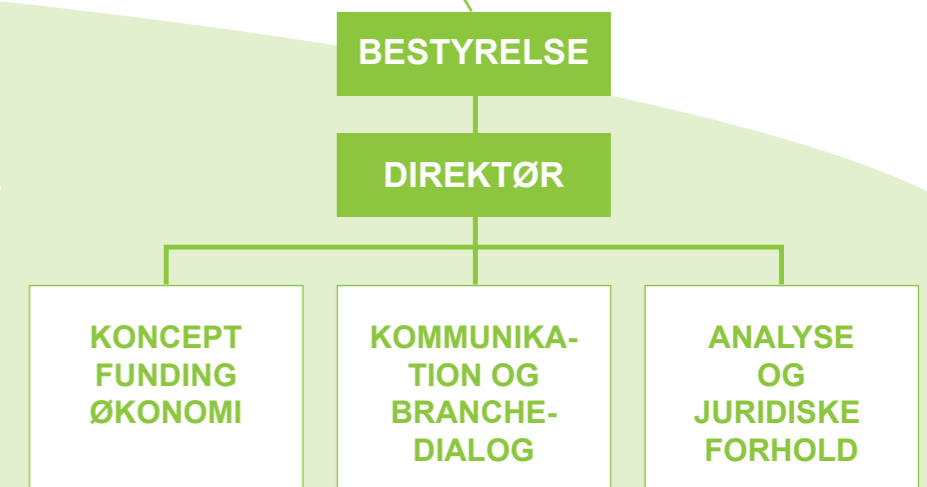 BESTYRELSE
DIREKTØR
KONCEPT
FUNDING
ØKONOMI
KOMMUNIKA-
TION OG
BRANCHE-
DIALOG
ANALYSE
OG
JURIDISKE
FORHOLD